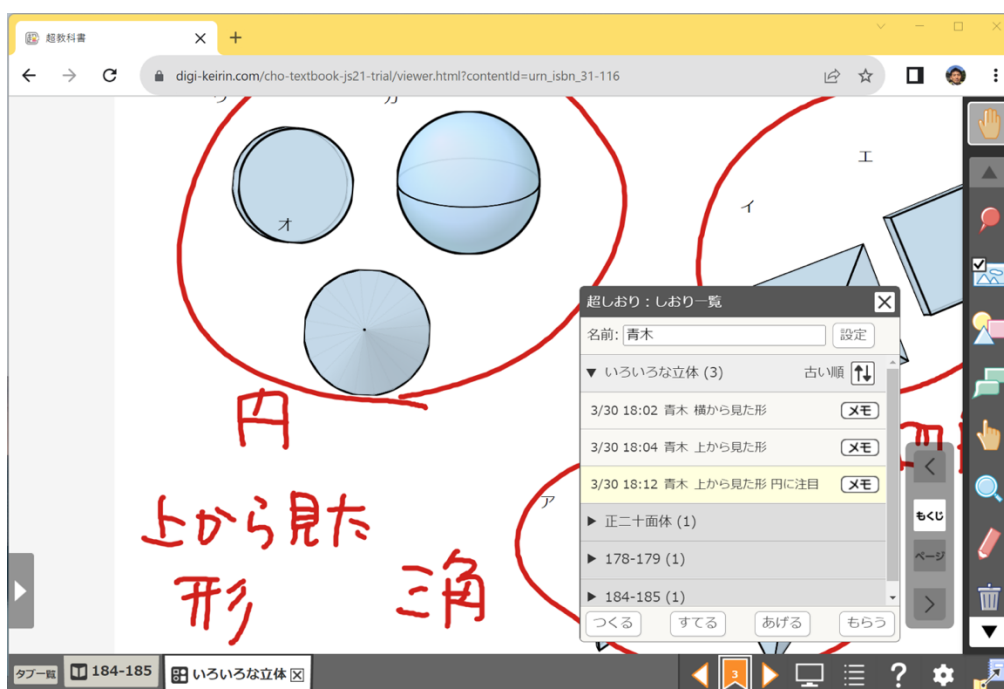 超教科書
digi-keirin.com/cho-textbook-js21-trial/viewer.html?contentId=urn_isbn_31-116
オ
エ
イ
円
上から見た
形
三角
ア
超しおり:しおり一覧
名前: 青木 設定
▼ いろいろな立体 (3) 古い順
3/30 18:02 青木 横から見た形 メモ
3/30 18:04 青木 上から見た形 メモ
3/30 18:12 青木 上から見た形 円に注目 メモ
▶ 正二十面体 (1)
▶ 178-179 (1)
▶ 184-185 (1)
つくる すてる あげる もらう
もくじ
ページ
タブ一覧 184-185 いろいろな立体
3
?